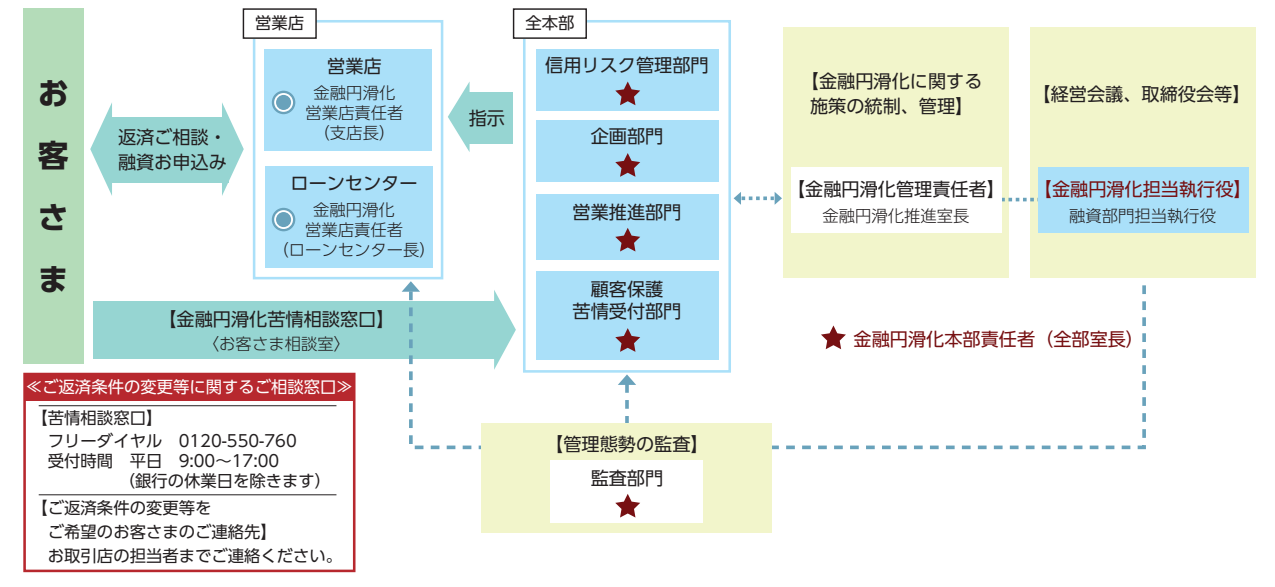 お客さま
返済ご相談・
融資お申込み
営業店
営業店
金融円滑化
営業店責任者
(支店長)
ローンセンター
金融円滑化
営業店責任者
(ローンセンター長)
指示
全本部
信用リスク管理部門
★
企画部門
★
営業推進部門
★
顧客保護
苦情受付部門
★
【金融円滑化に関する
施策の統制、管理】
【金融円滑化管理責任者】
金融円滑化推進室長
【経営会議、取締役会等】
【金融円滑化担当執行役】
融資部門担当執行役
【金融円滑化苦情相談窓口】
〈お客さま相談室〉
★ 金融円滑化本部責任者（全部室長）
≪ご返済条件の変更等に関するご相談窓口≫
【苦情相談窓口】
フリーダイヤル　0120-550-760
受付時間　平日　9:00〜17:00
(銀行の休業日を除きます)
【ご返済条件の変更等を
ご希望のお客さまのご連絡先】
お取引店の担当者までご連絡ください。
【管理態勢の監査】
監査部門
★